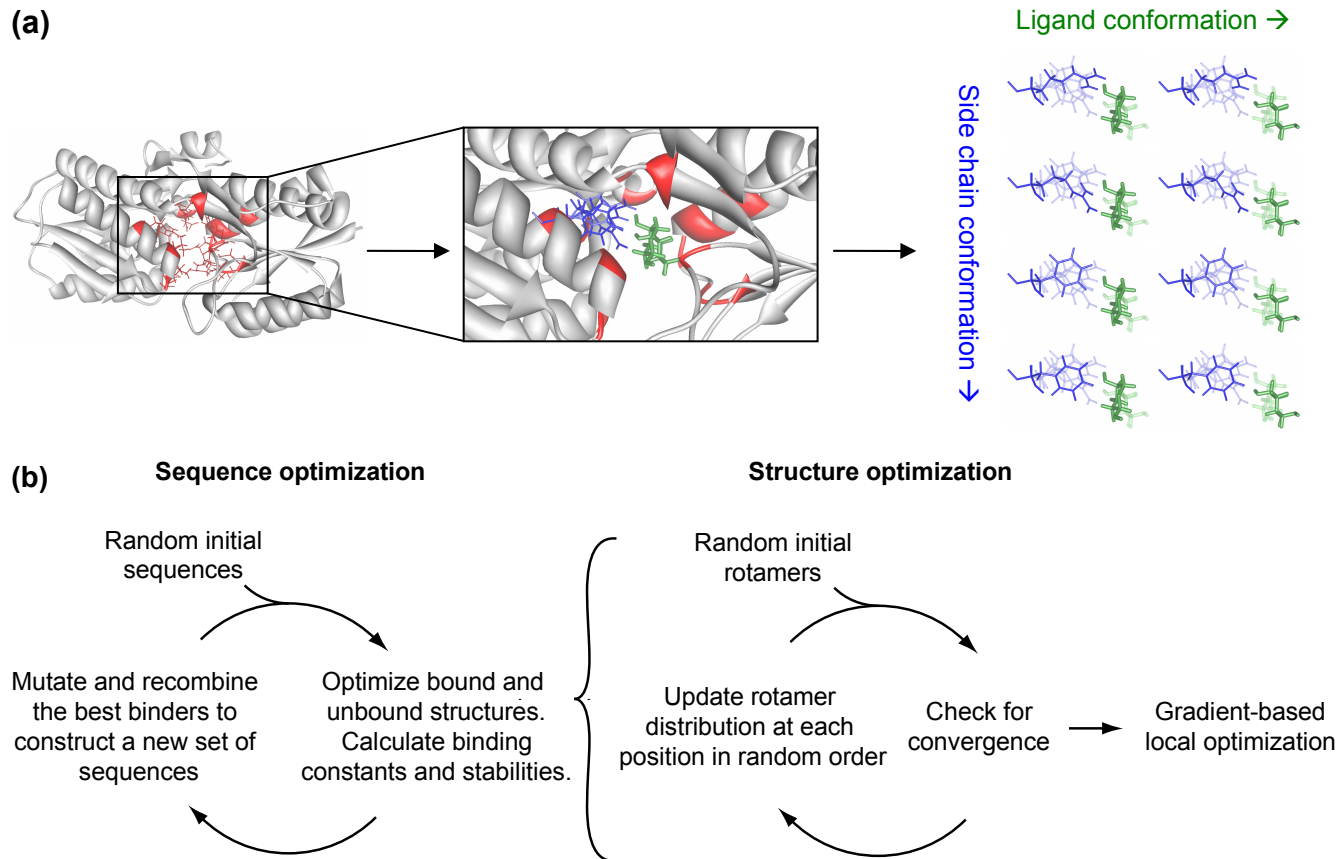 (a)
Ligand conformation →
Side chain conformation →
(b)
Sequence optimization
Structure optimization
Random initial
sequences
Mutate and recombine
the best binders to
construct a new set of
sequences
Optimize bound and
unbound structures.
Calculate binding
constants and stabilities.
Random initial
rotamers
Update rotamer
distribution at each
position in random order
Check for
convergence
Gradient-based
local optimization